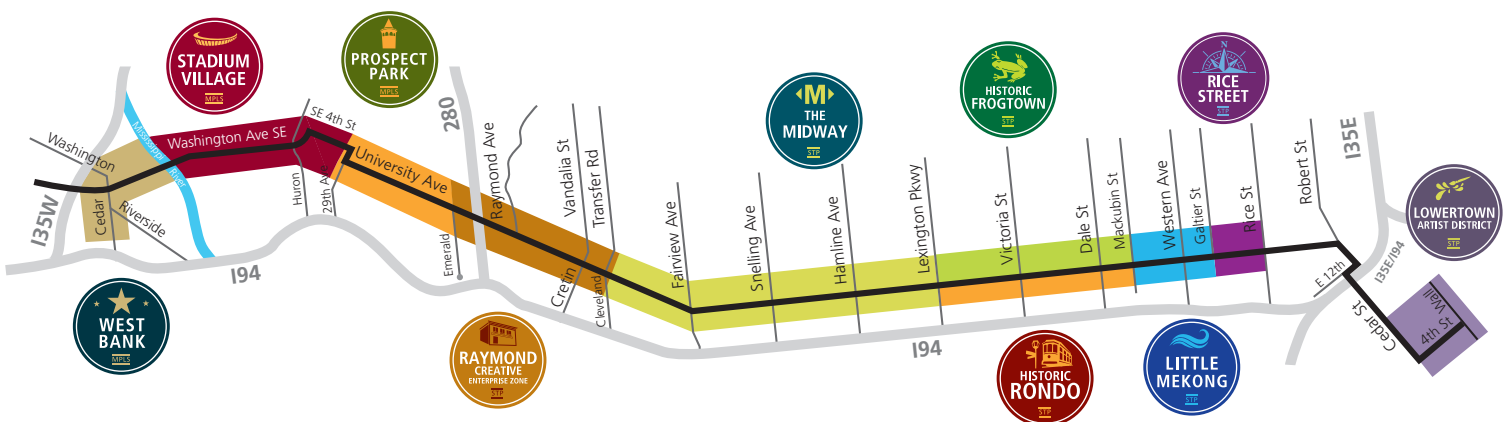 STADIUM
VILLAGE
MPLS
PROSPECT
PARK
MPLS
M
THE
MIDWAY
STP
HISTORIC
FROGTOWN
STP
N
RICE
STREET
STP
LOWERTOWN
ARTIST DISTRICT
STP
WEST
BANK
MPLS
RAYMOND
CREATIVE
ENTERPRISE ZONE
STP
HISTORIC
RONDO
STP
LITTLE
MEKONG
STP
Washington
Mississippi
River
Washington Ave SE
SE 4th St
I35W
Cedar
Riverside
Huron
29th Ave
University Ave
280
Emerald
Raymond Ave
Vandalia St
Transfer Rd
Cretin
Cleveland
Fairview Ave
Snelling Ave
Hamline Ave
Lexington Pkwy
Victoria St
Dale St
Mackubin St
Western Ave
Galtier St
Rice St
Robert St
I35E
I35E/I94
E 12th
Cedar St
4th St
Wall
I94
I94